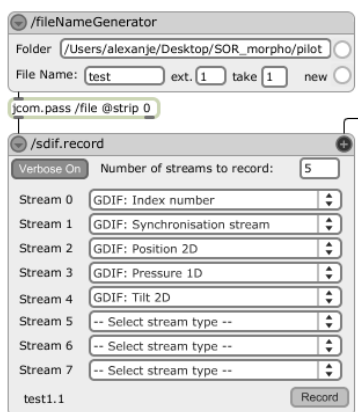 /fileNameGenerator
Folder /Users/alexanje/Desktop/SOR_morpho/pilot
File Name: test ext. 1 take 1 new
jcom.pass /file @strip 0
/sdif.record
Verbose On Number of streams to record: 5
Stream 0 GDIF: Index number
Stream 1 GDIF: Synchronisation stream
Stream 2 GDIF: Position 2D
Stream 3 GDIF: Pressure 1D
Stream 4 GDIF: Tilt 2D
Stream 5 -- Select stream type --
Stream 6 -- Select stream type --
Stream 7 -- Select stream type --
test1.1 Record